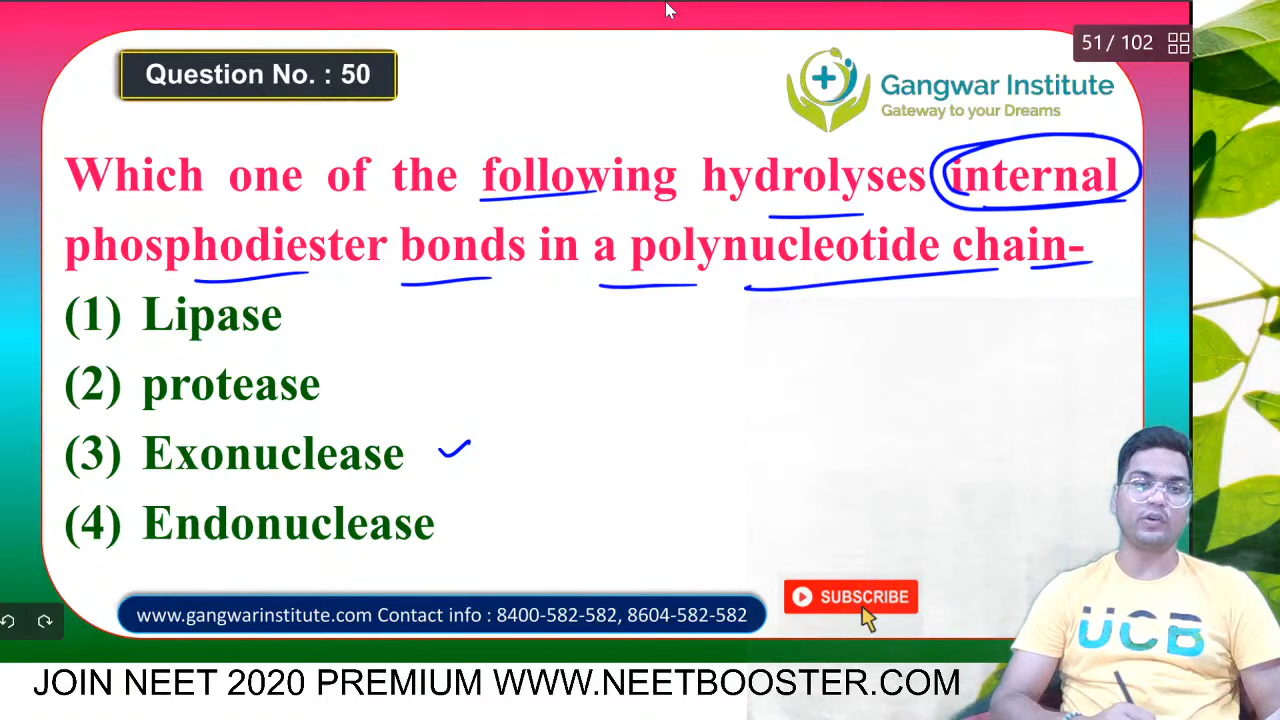 51 / 102
Question No. : 50
Gangwar Institute
Gateway to your Dreams
Which one of the following hydrolyses internal
phosphodiester bonds in a polynucleotide chain-
(1) Lipase
(2) protease
(3) Exonuclease
(4) Endonuclease
www.gangwarinstitute.com Contact info : 8400-582-582, 8604-582-582
SUBSCRIBE
UCB
JOIN NEET 2020 PREMIUM WWW.NEETBOOSTER.COM